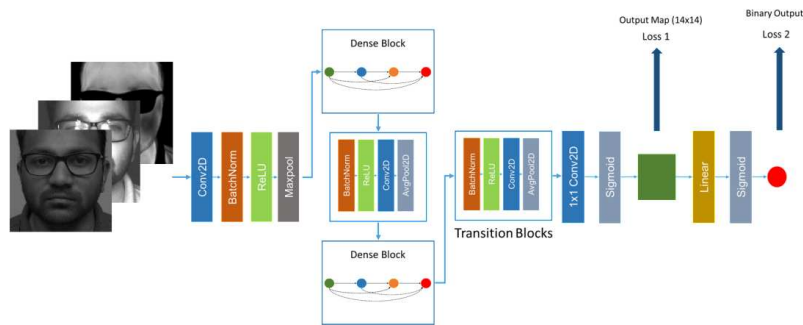 Output Map (14x14)
Loss 1
Binary Output
Loss 2
Conv2D
BatchNorm
ReLU
Maxpool
Dense Block
BatchNorm
ReLU
Conv2D
AvgPool2D
Dense Block
BatchNorm
ReLU
Conv2D
AvgPool2D
Transition Blocks
1x1 Conv2D
Sigmoid
Linear
Sigmoid